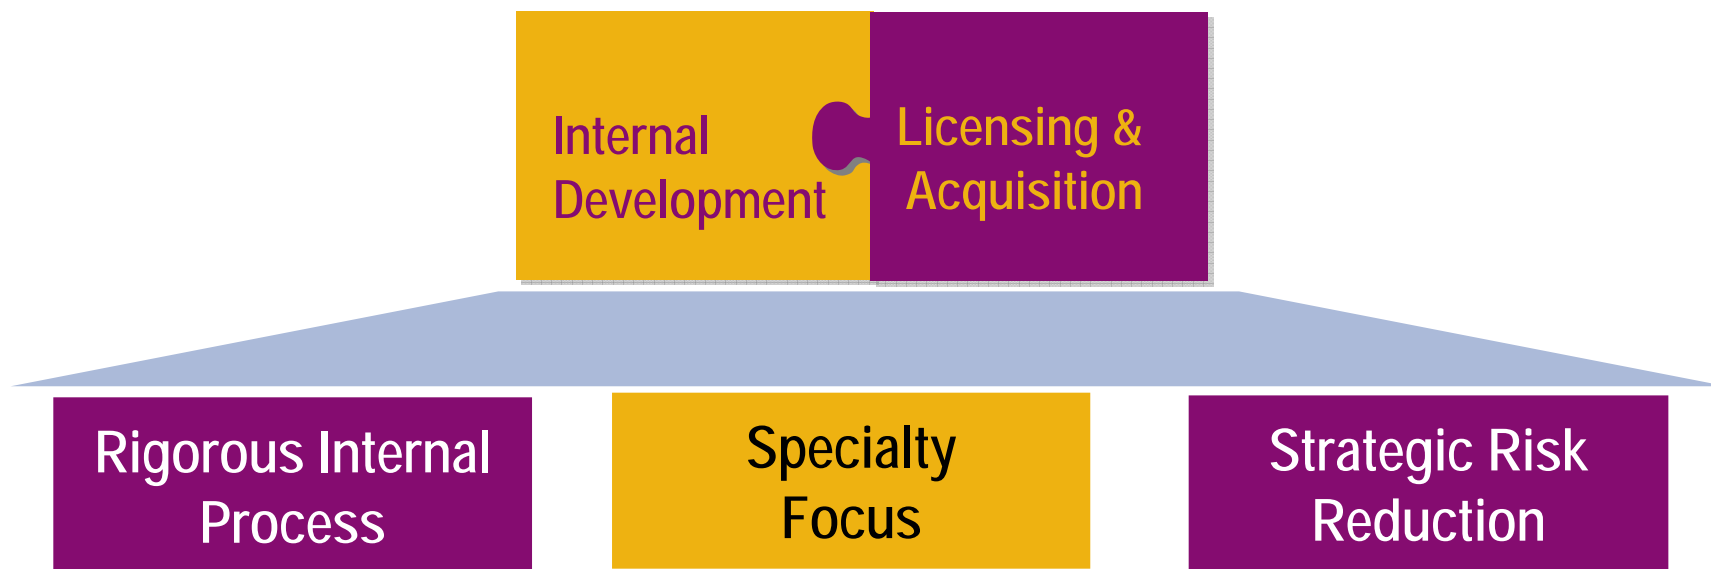 Internal
Development
Licensing &
Acquisition
Rigorous Internal
Process
Specialty
Focus
Strategic Risk
Reduction